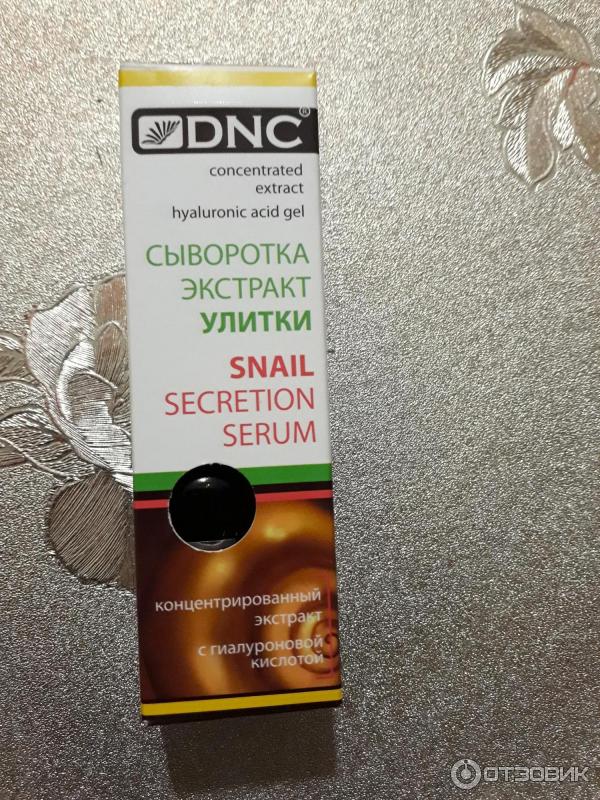 DNC®
concentrated
extract
hyaluronic acid gel
СЫВОРОТКА
ЭКСТРАКТ
УЛИТКИ
SNAIL
SECRETION
SERUM
концентрированный
экстракт
с гиалуроновой
кислотой
ОТЗОВИК